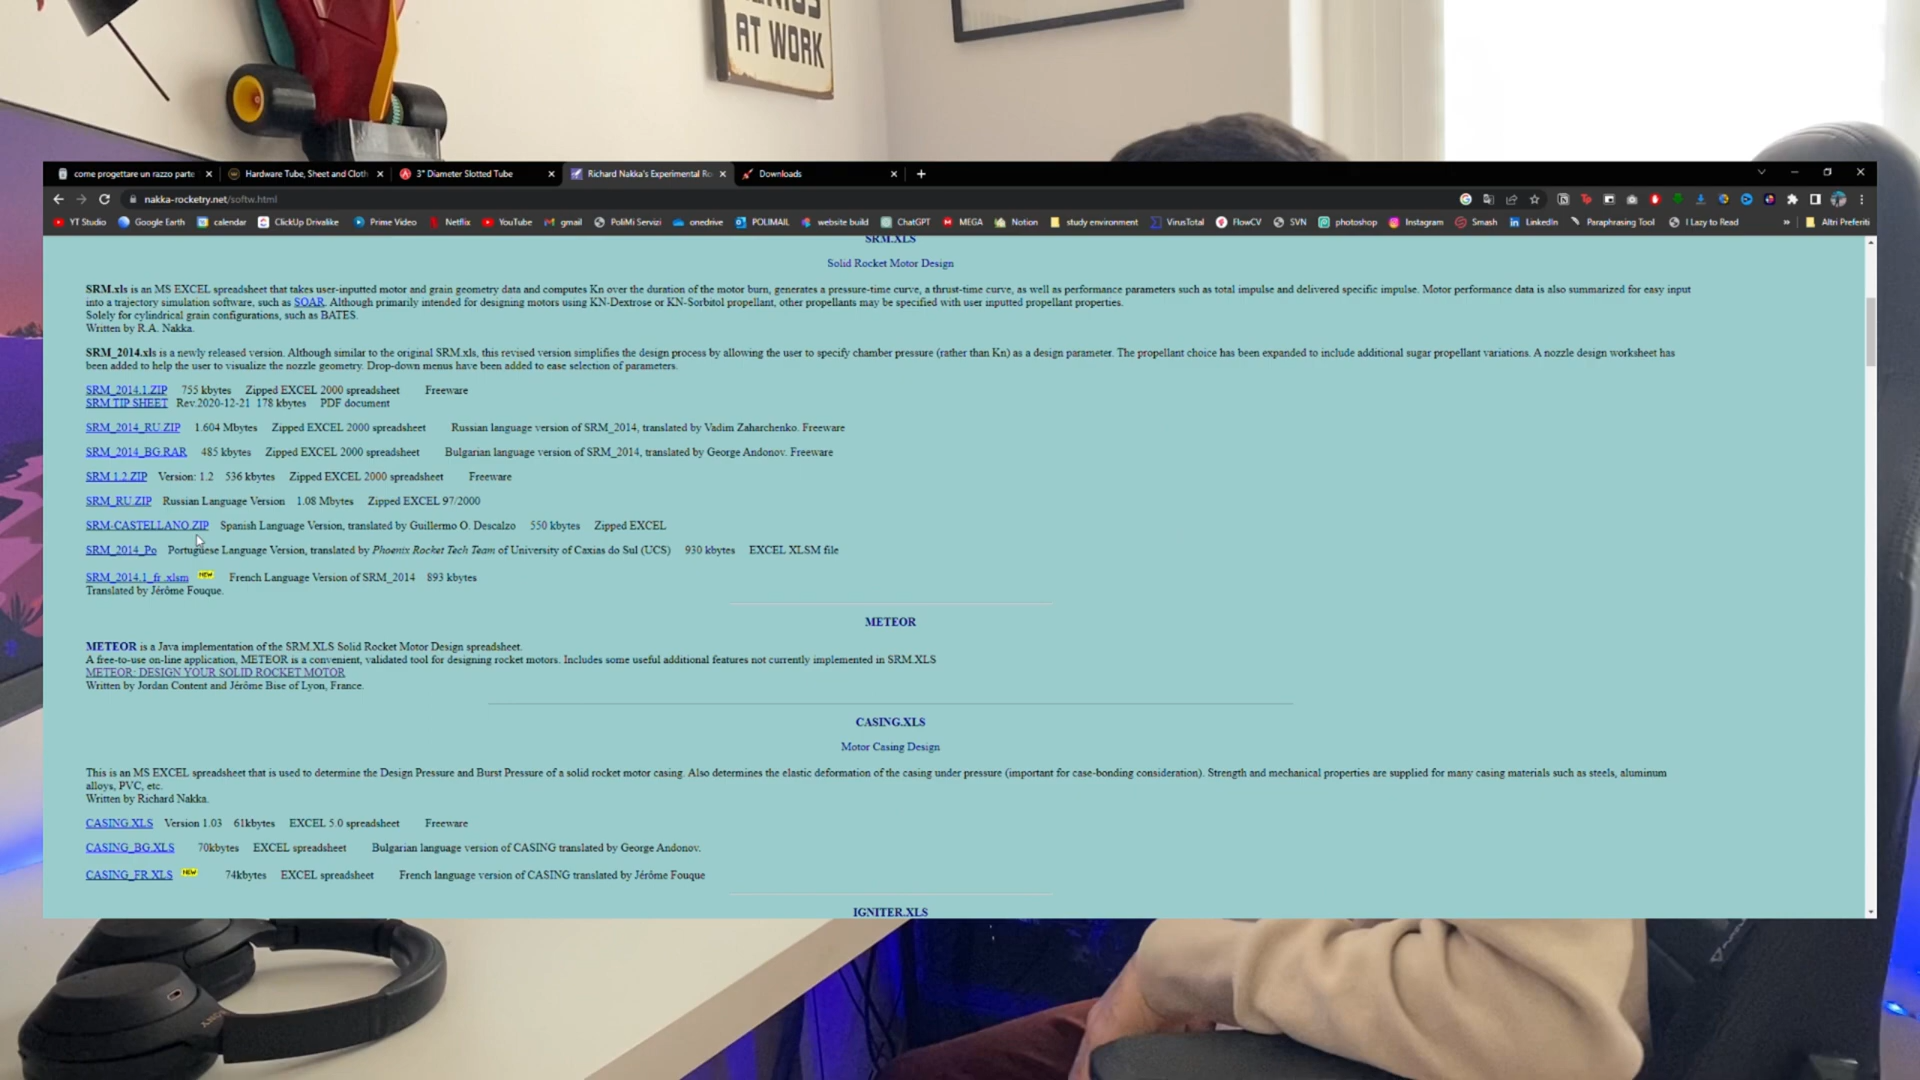 GENIUS
AT WORK
come progettare un razzo parte
Hardware Tube, Sheet and Cloth
3" Diameter Slotted Tube
Richard Nakka's Experimental Ro
Downloads
nakka-rocketry.net/softw.html
YT Studio
Google Earth
calendar
ClickUp Drivalike
Prime Video
Netflix
YouTube
gmail
PoliMi Servizi
onedrive
POLIMAIL
website build
ChatGPT
MEGA
Notion
study environment
VirusTotal
FlowCV
SVN
photoshop
Instagram
Smash
LinkedIn
Paraphrasing Tool
I Lazy to Read
»
Altri Preferiti
SRM.XLS
Solid Rocket Motor Design
SRM.xls is an MS EXCEL spreadsheet that takes user-inputted motor and grain geometry data and computes Kn over the duration of the motor burn, generates a pressure-time curve, a thrust-time curve, as well as performance parameters such as total impulse and delivered specific impulse. Motor performance data is also summarized for easy input
into a trajectory simulation software, such as SOAR. Although primarily intended for designing motors using KN-Dextrose or KN-Sorbitol propellant, other propellants may be specified with user inputted propellant properties.
Solely for cylindrical grain configurations, such as BATES.
Written by R.A. Nakka.
SRM_2014.xls is a newly released version. Although similar to the original SRM.xls, this revised version simplifies the design process by allowing the user to specify chamber pressure (rather than Kn) as a design parameter. The propellant choice has been expanded to include additional sugar propellant variations. A nozzle design worksheet has
been added to help the user to visualize the nozzle geometry. Drop-down menus have been added to ease selection of parameters.
SRM_2014.1.ZIP 755 kbytes Zipped EXCEL 2000 spreadsheet Freeware
SRM TIP SHEET Rev.2020-12-21 178 kbytes PDF document
SRM_2014_RU.ZIP 1.604 Mbytes Zipped EXCEL 2000 spreadsheet Russian language version of SRM_2014, translated by Vadim Zaharchenko. Freeware
SRM_2014_BG.RAR 485 kbytes Zipped EXCEL 2000 spreadsheet Bulgarian language version of SRM_2014, translated by George Andonov. Freeware
SRM 1.2.ZIP Version: 1.2 536 kbytes Zipped EXCEL 2000 spreadsheet Freeware
SRM_RU.ZIP Russian Language Version 1.08 Mbytes Zipped EXCEL 97/2000
SRM-CASTELLANO.ZIP Spanish Language Version, translated by Guillermo O. Descalzo 550 kbytes Zipped EXCEL
SRM_2014_Po Portuguese Language Version, translated by Phoenix Rocket Tech Team of University of Caxias do Sul (UCS) 930 kbytes EXCEL XLSM file
SRM_2014.1_fr .xlsm NEW French Language Version of SRM_2014 893 kbytes
Translated by Jérôme Fouque.
METEOR
METEOR is a Java implementation of the SRM.XLS Solid Rocket Motor Design spreadsheet.
A free-to-use on-line application, METEOR is a convenient, validated tool for designing rocket motors. Includes some useful additional features not currently implemented in SRM.XLS
METEOR: DESIGN YOUR SOLID ROCKET MOTOR
Written by Jordan Content and Jérôme Bise of Lyon, France.
CASING.XLS
Motor Casing Design
This is an MS EXCEL spreadsheet that is used to determine the Design Pressure and Burst Pressure of a solid rocket motor casing. Also determines the elastic deformation of the casing under pressure (important for case-bonding consideration). Strength and mechanical properties are supplied for many casing materials such as steels, aluminum
alloys, PVC, etc.
Written by Richard Nakka.
CASING.XLS Version 1.03 61kbytes EXCEL 5.0 spreadsheet Freeware
CASING_BG.XLS 70kbytes EXCEL spreadsheet Bulgarian language version of CASING translated by George Andonov.
CASING_FR.XLS NEW 74kbytes EXCEL spreadsheet French language version of CASING translated by Jérôme Fouque
IGNITER.XLS